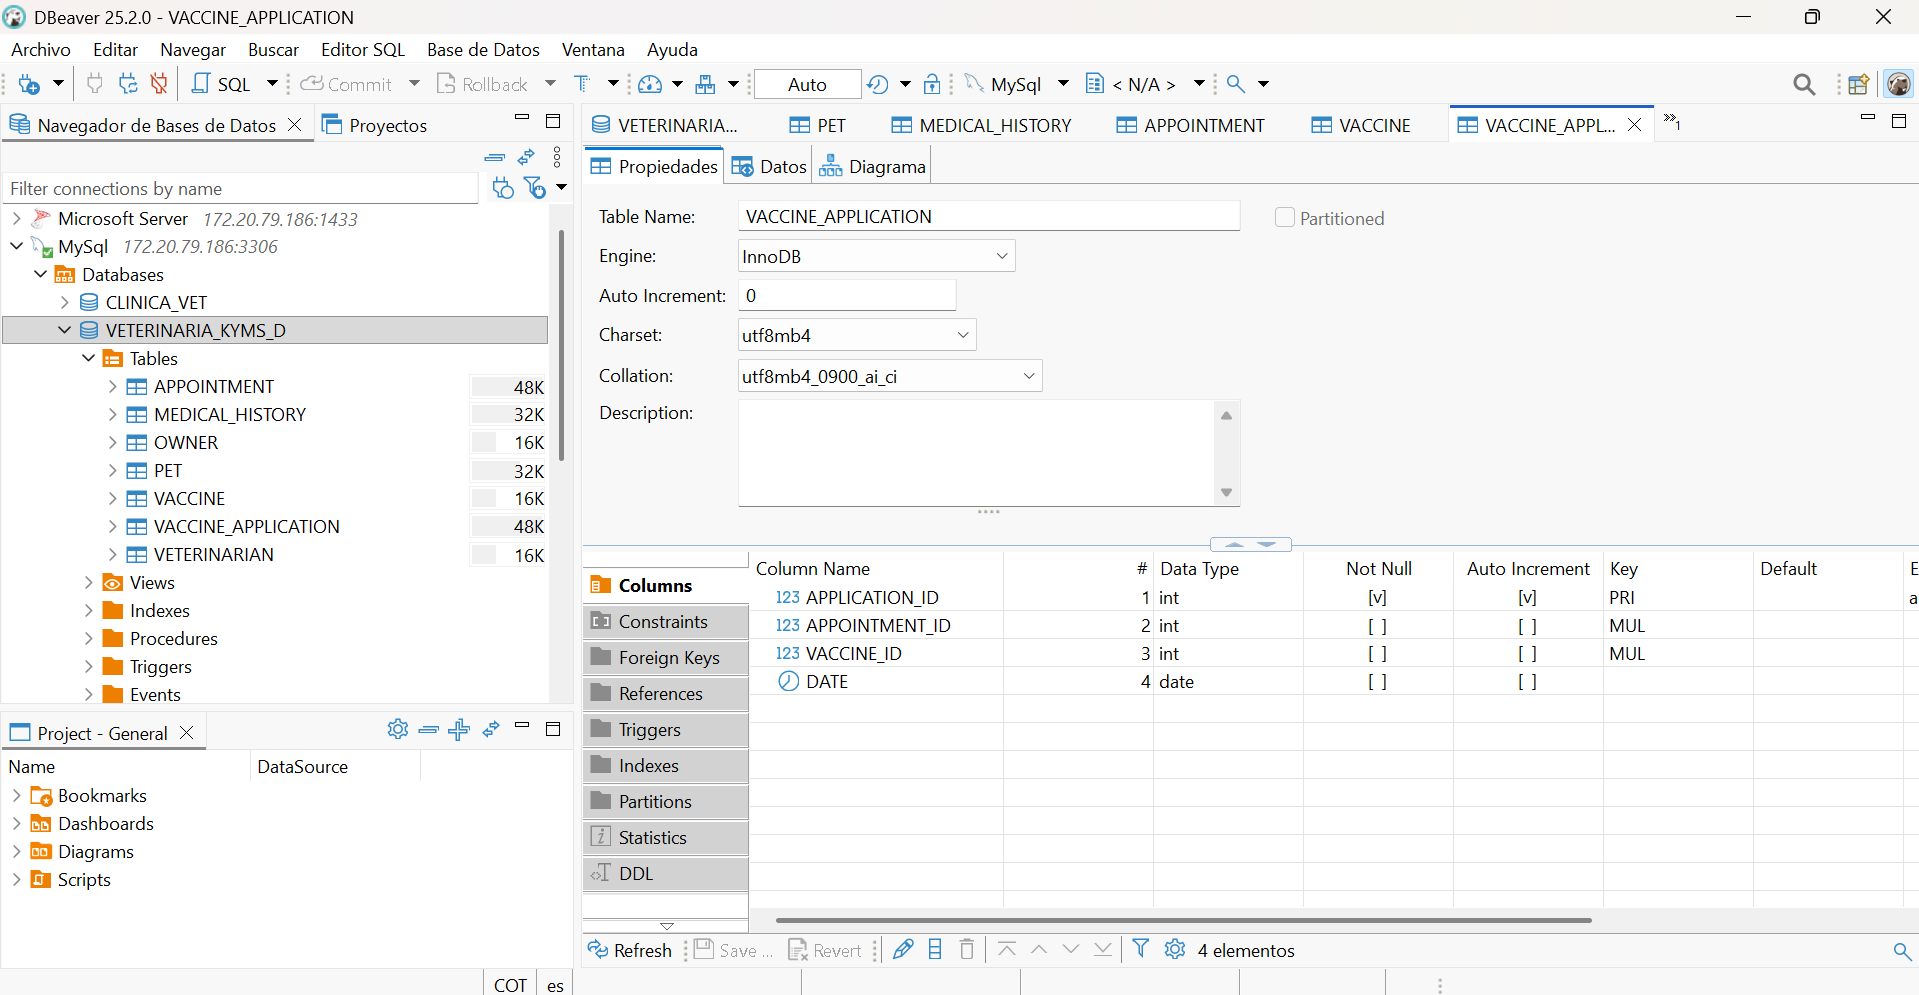 DBeaver 25.2.0 - VACCINE_APPLICATION
Archivo Editar Navegar Buscar Editor SQL Base de Datos Ventana Ayuda
SQL Commit Rollback Auto MySql < N/A >
Navegador de Bases de Datos Proyectos
Filter connections by name
Microsoft Server 172.20.79.186:1433
MySql 172.20.79.186:3306
Databases
CLINICA_VET
VETERINARIA_KYMS_D
Tables
APPOINTMENT 48K
MEDICAL_HISTORY 32K
OWNER 16K
PET 32K
VACCINE 16K
VACCINE_APPLICATION 48K
VETERINARIAN 16K
Views
Indexes
Procedures
Triggers
Events
Project - General
Name DataSource
Bookmarks
Dashboards
Diagrams
Scripts
VETERINARIA... PET MEDICAL_HISTORY APPOINTMENT VACCINE VACCINE_APPL... »1
Propiedades Datos Diagrama
Table Name: VACCINE_APPLICATION Partitioned
Engine: InnoDB
Auto Increment: 0
Charset: utf8mb4
Collation: utf8mb4_0900_ai_ci
Description:
Columns
Constraints
Foreign Keys
References
Triggers
Indexes
Partitions
Statistics
DDL
Column Name # Data Type Not Null Auto Increment Key Default E
123 APPLICATION_ID 1 int [v] [v] PRI a
123 APPOINTMENT_ID 2 int [ ] [ ] MUL
123 VACCINE_ID 3 int [ ] [ ] MUL
DATE 4 date [ ] [ ]
Refresh Save ... Revert 4 elementos
COT es